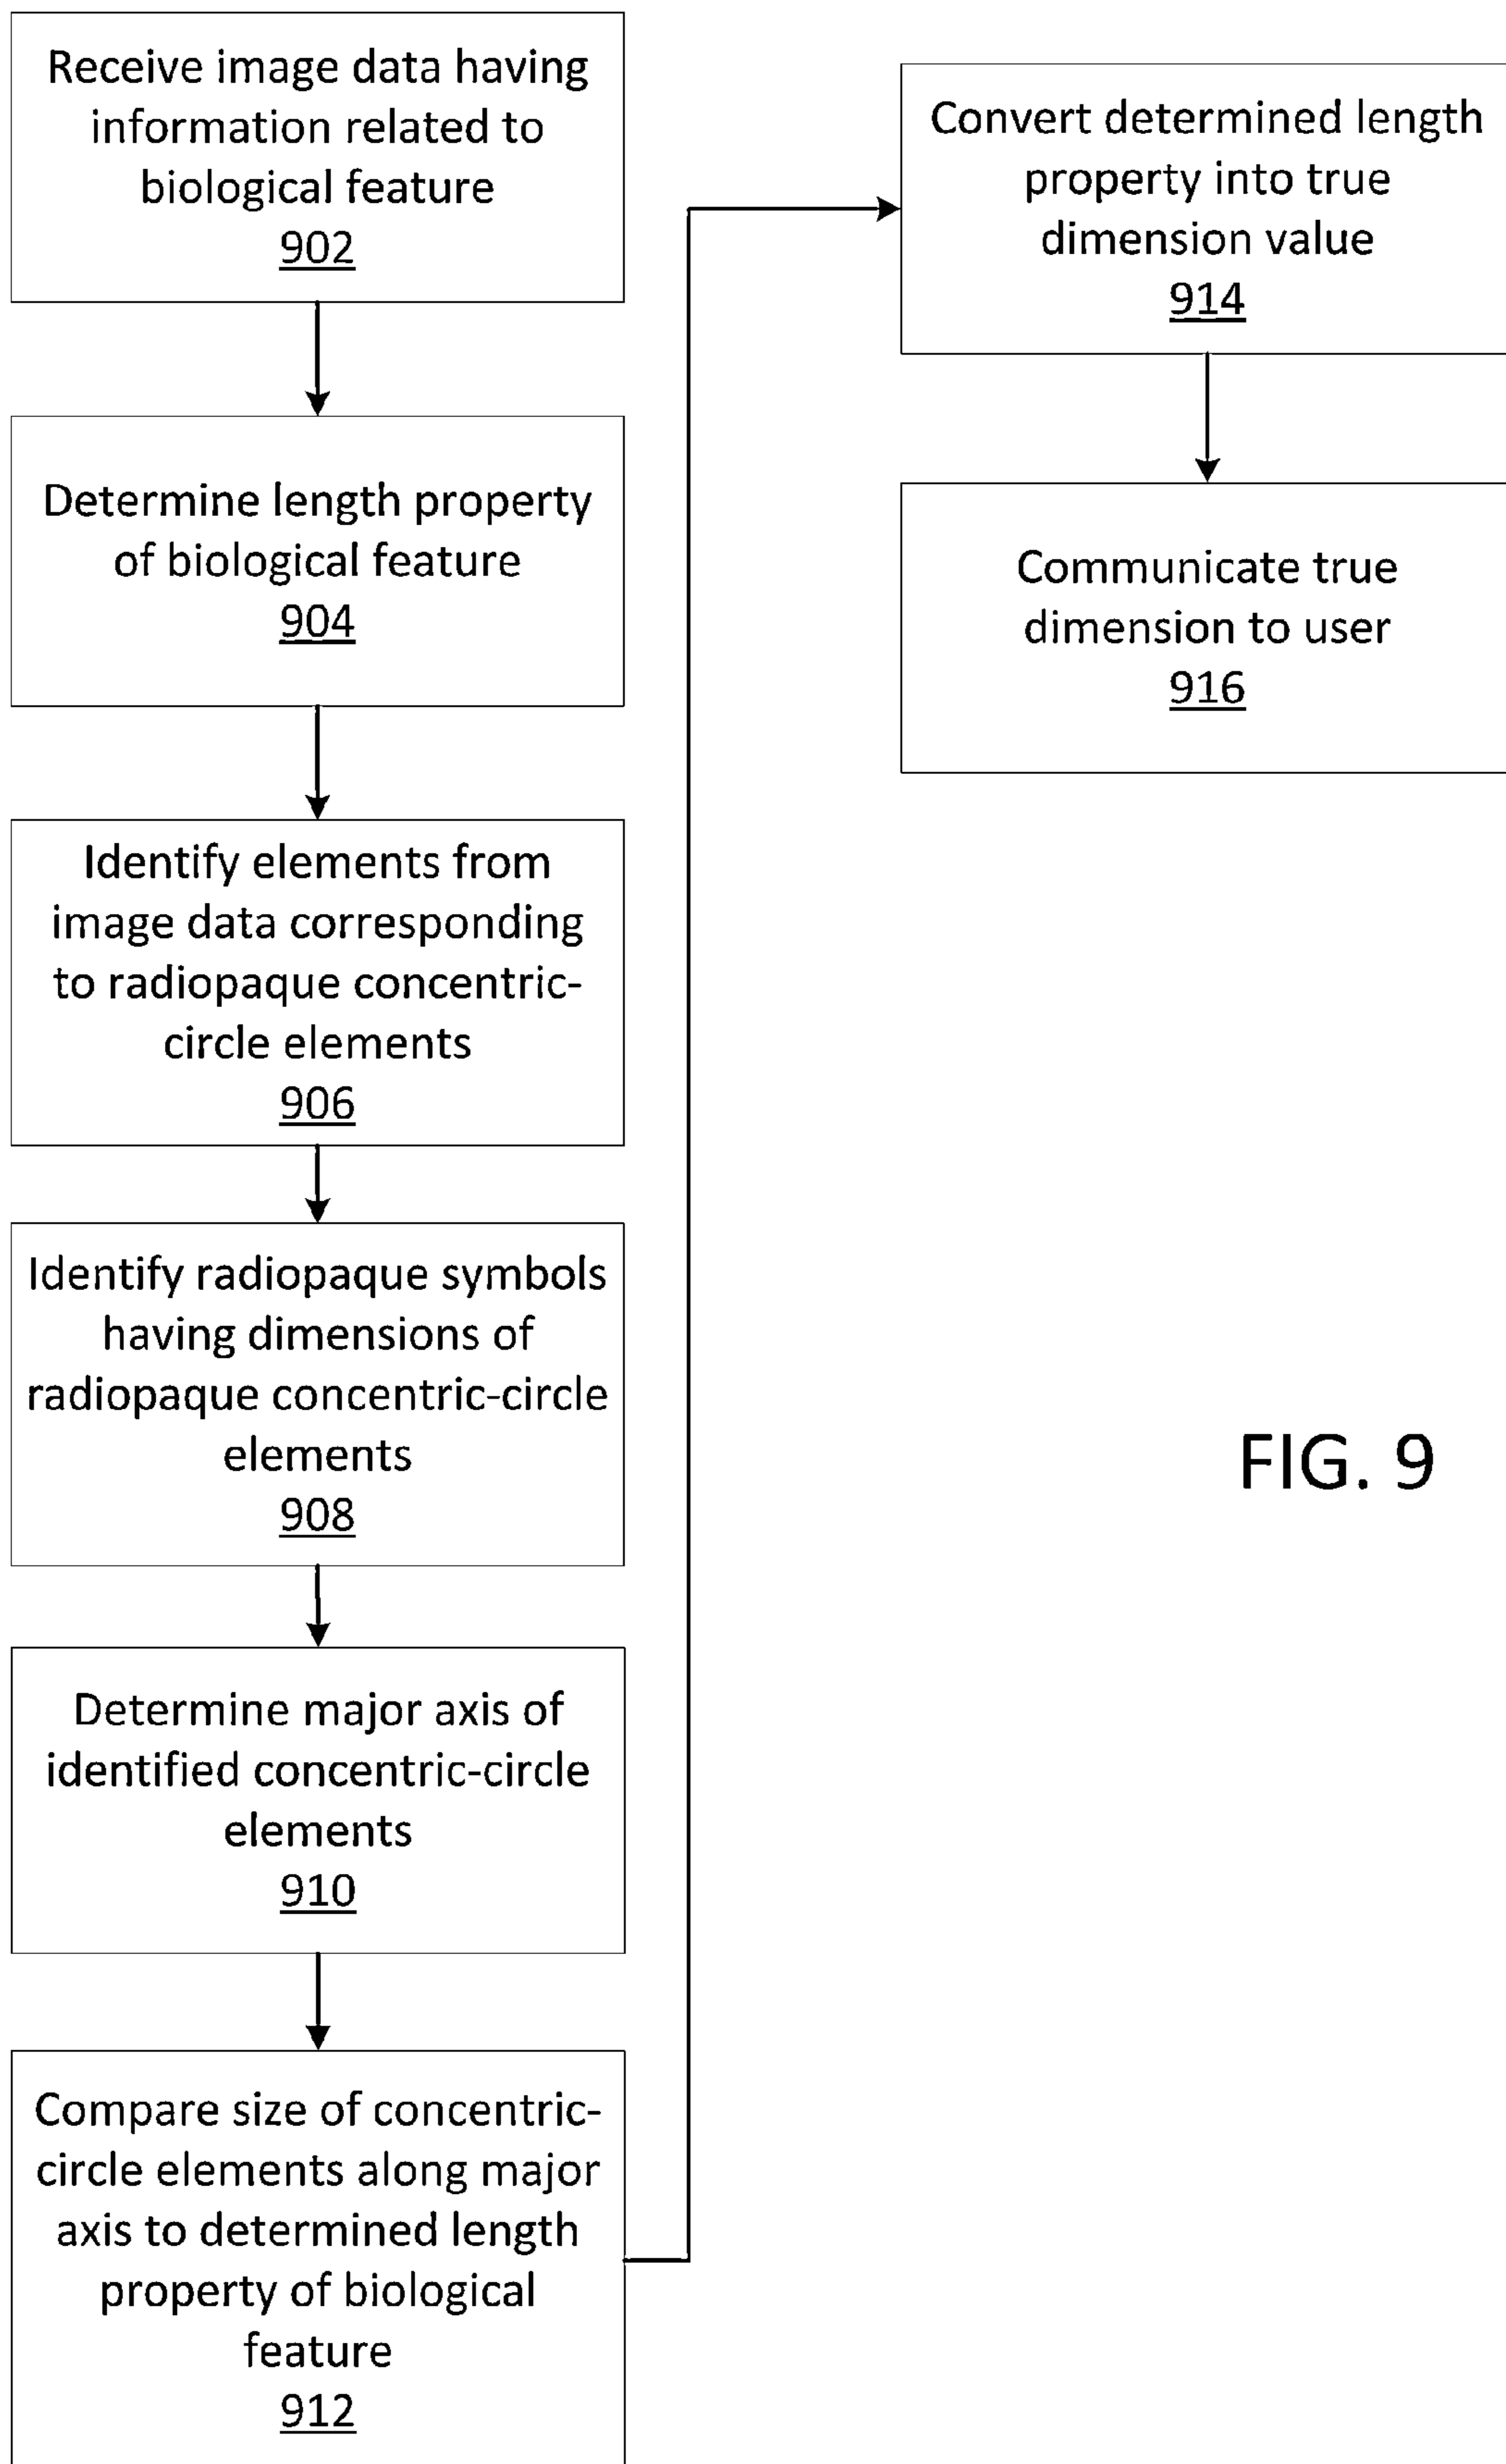 Receive image data having
information related to
biological feature
902
Determine length property
of biological feature
904
Identify elements from
image data corresponding
to radiopaque concentric-
circle elements
906
Identify radiopaque symbols
having dimensions of
radiopaque concentric-circle
elements
908
Determine major axis of
identified concentric-circle
elements
910
Compare size of concentric-
circle elements along major
axis to determined length
property of biological
feature
912
Convert determined length
property into true
dimension value
914
Communicate true
dimension to user
916
FIG. 9